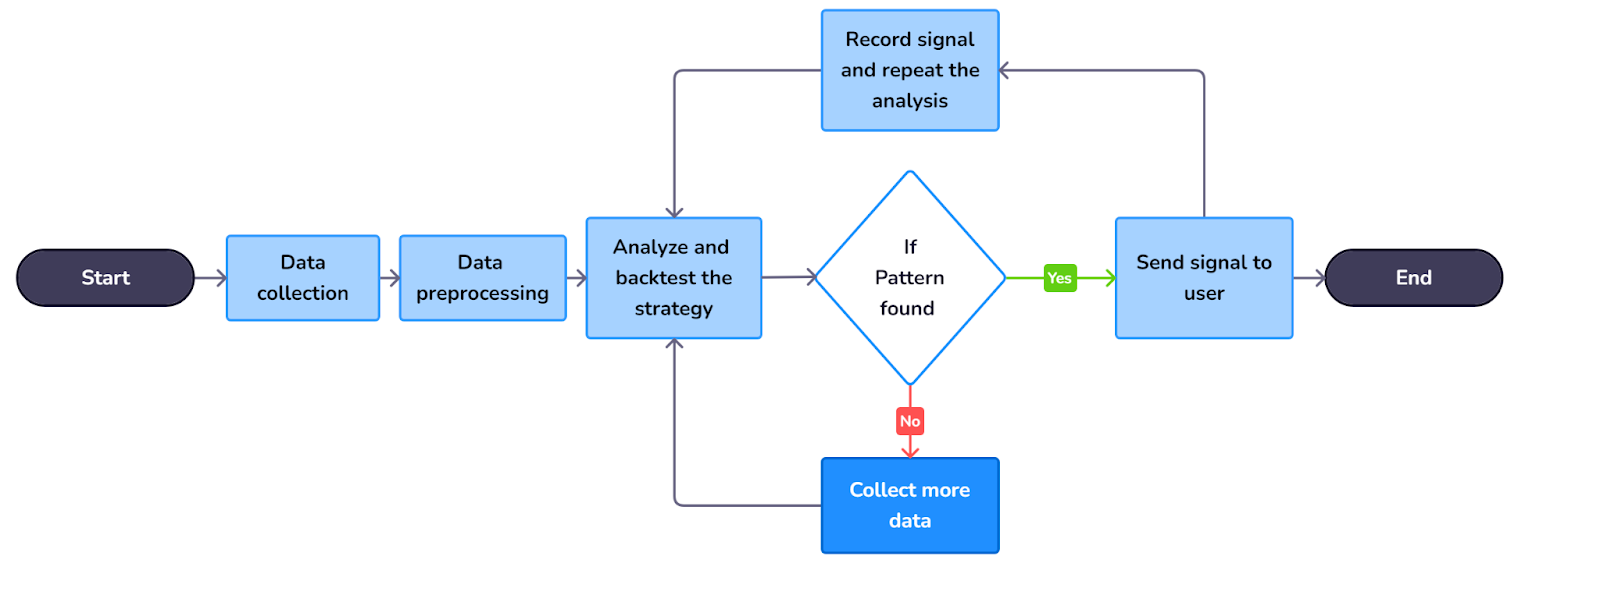 Record signal
and repeat the
analysis
Start
Data
collection
Data
preprocessing
Analyze and
backtest the
strategy
If
Pattern
found
Yes
Send signal to
user
End
No
Collect more
data